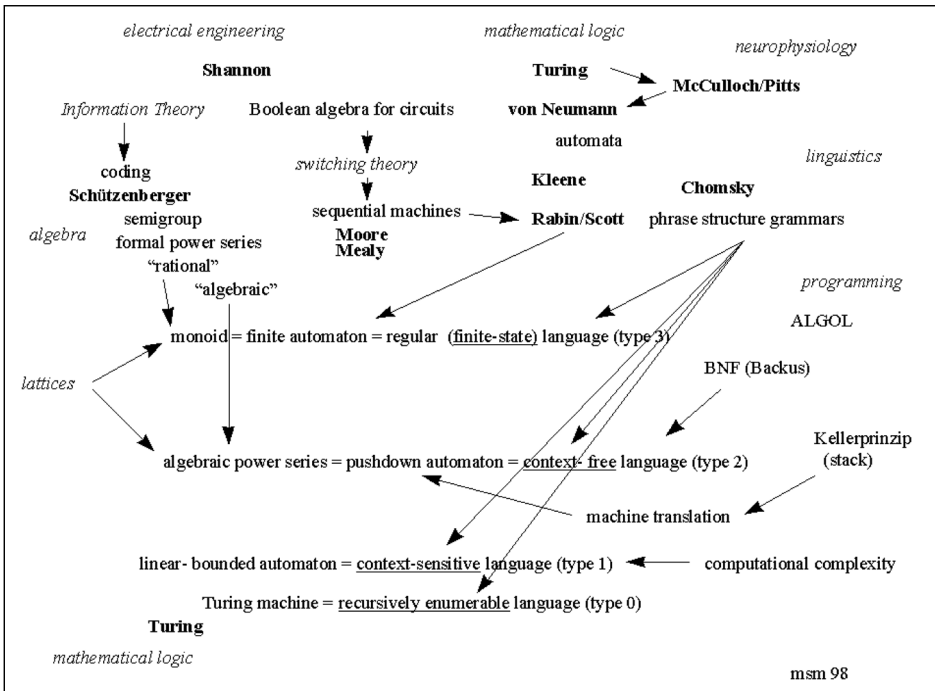 electrical engineering
mathematical logic
neurophysiology
Shannon
Turing
McCulloch/Pitts
Information Theory
Boolean algebra for circuits
von Neumann
automata
linguistics
switching theory
coding
Schützenberger
Kleene
Chomsky
semigroup
sequential machines
Rabin/Scott
phrase structure grammars
algebra
formal power series
Moore
Mealy
"rational"
"algebraic"
programming
ALGOL
monoid = finite automaton = regular (finite-state) language (type 3)
BNF (Backus)
lattices
Kellerprinzip
(stack)
algebraic power series = pushdown automaton = context- free language (type 2)
machine translation
linear- bounded automaton = context-sensitive language (type 1)
computational complexity
Turing machine = recursively enumerable language (type 0)
Turing
mathematical logic
msm 98